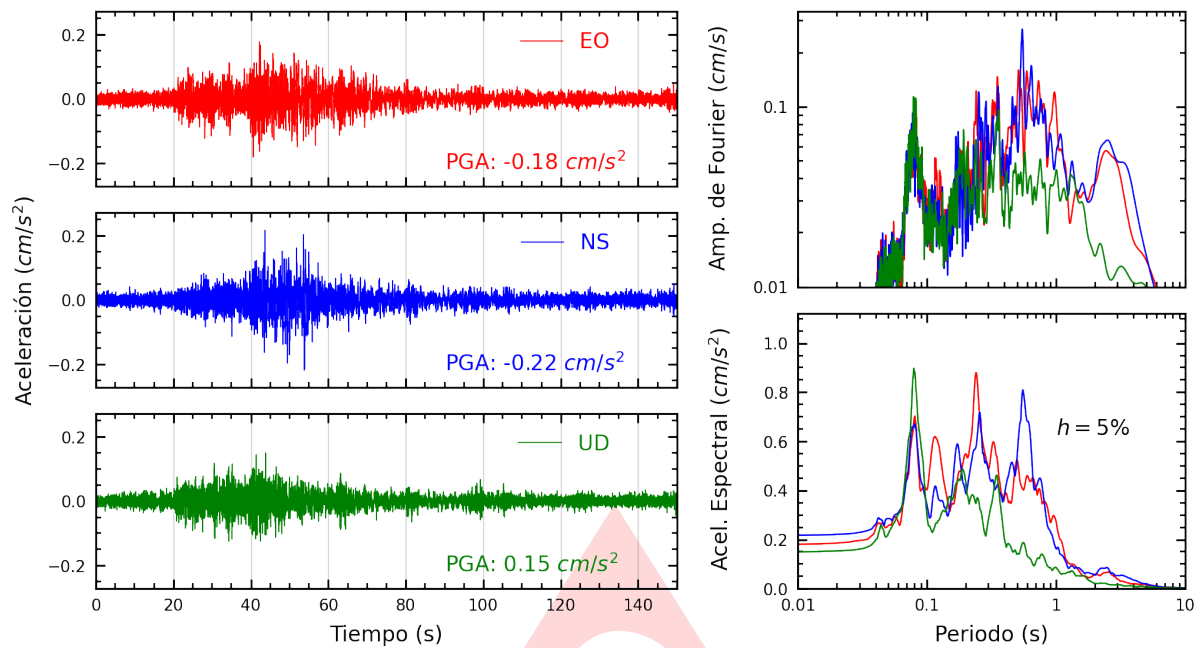 Aceleración (cm/s²)
0.2
0.0
−0.2
EO
PGA: -0.18 cm/s²
0.2
0.0
−0.2
NS
PGA: -0.22 cm/s²
0.2
0.0
−0.2
UD
PGA: 0.15 cm/s²
0 20 40 60 80 100 120 140
Tiempo (s)
Amp. de Fourier (cm/s)
0.1
0.01
Acel. Espectral (cm/s²)
1.0
0.8
0.6
0.4
0.2
0.0
h = 5%
0.01 0.1 1 10
Periodo (s)